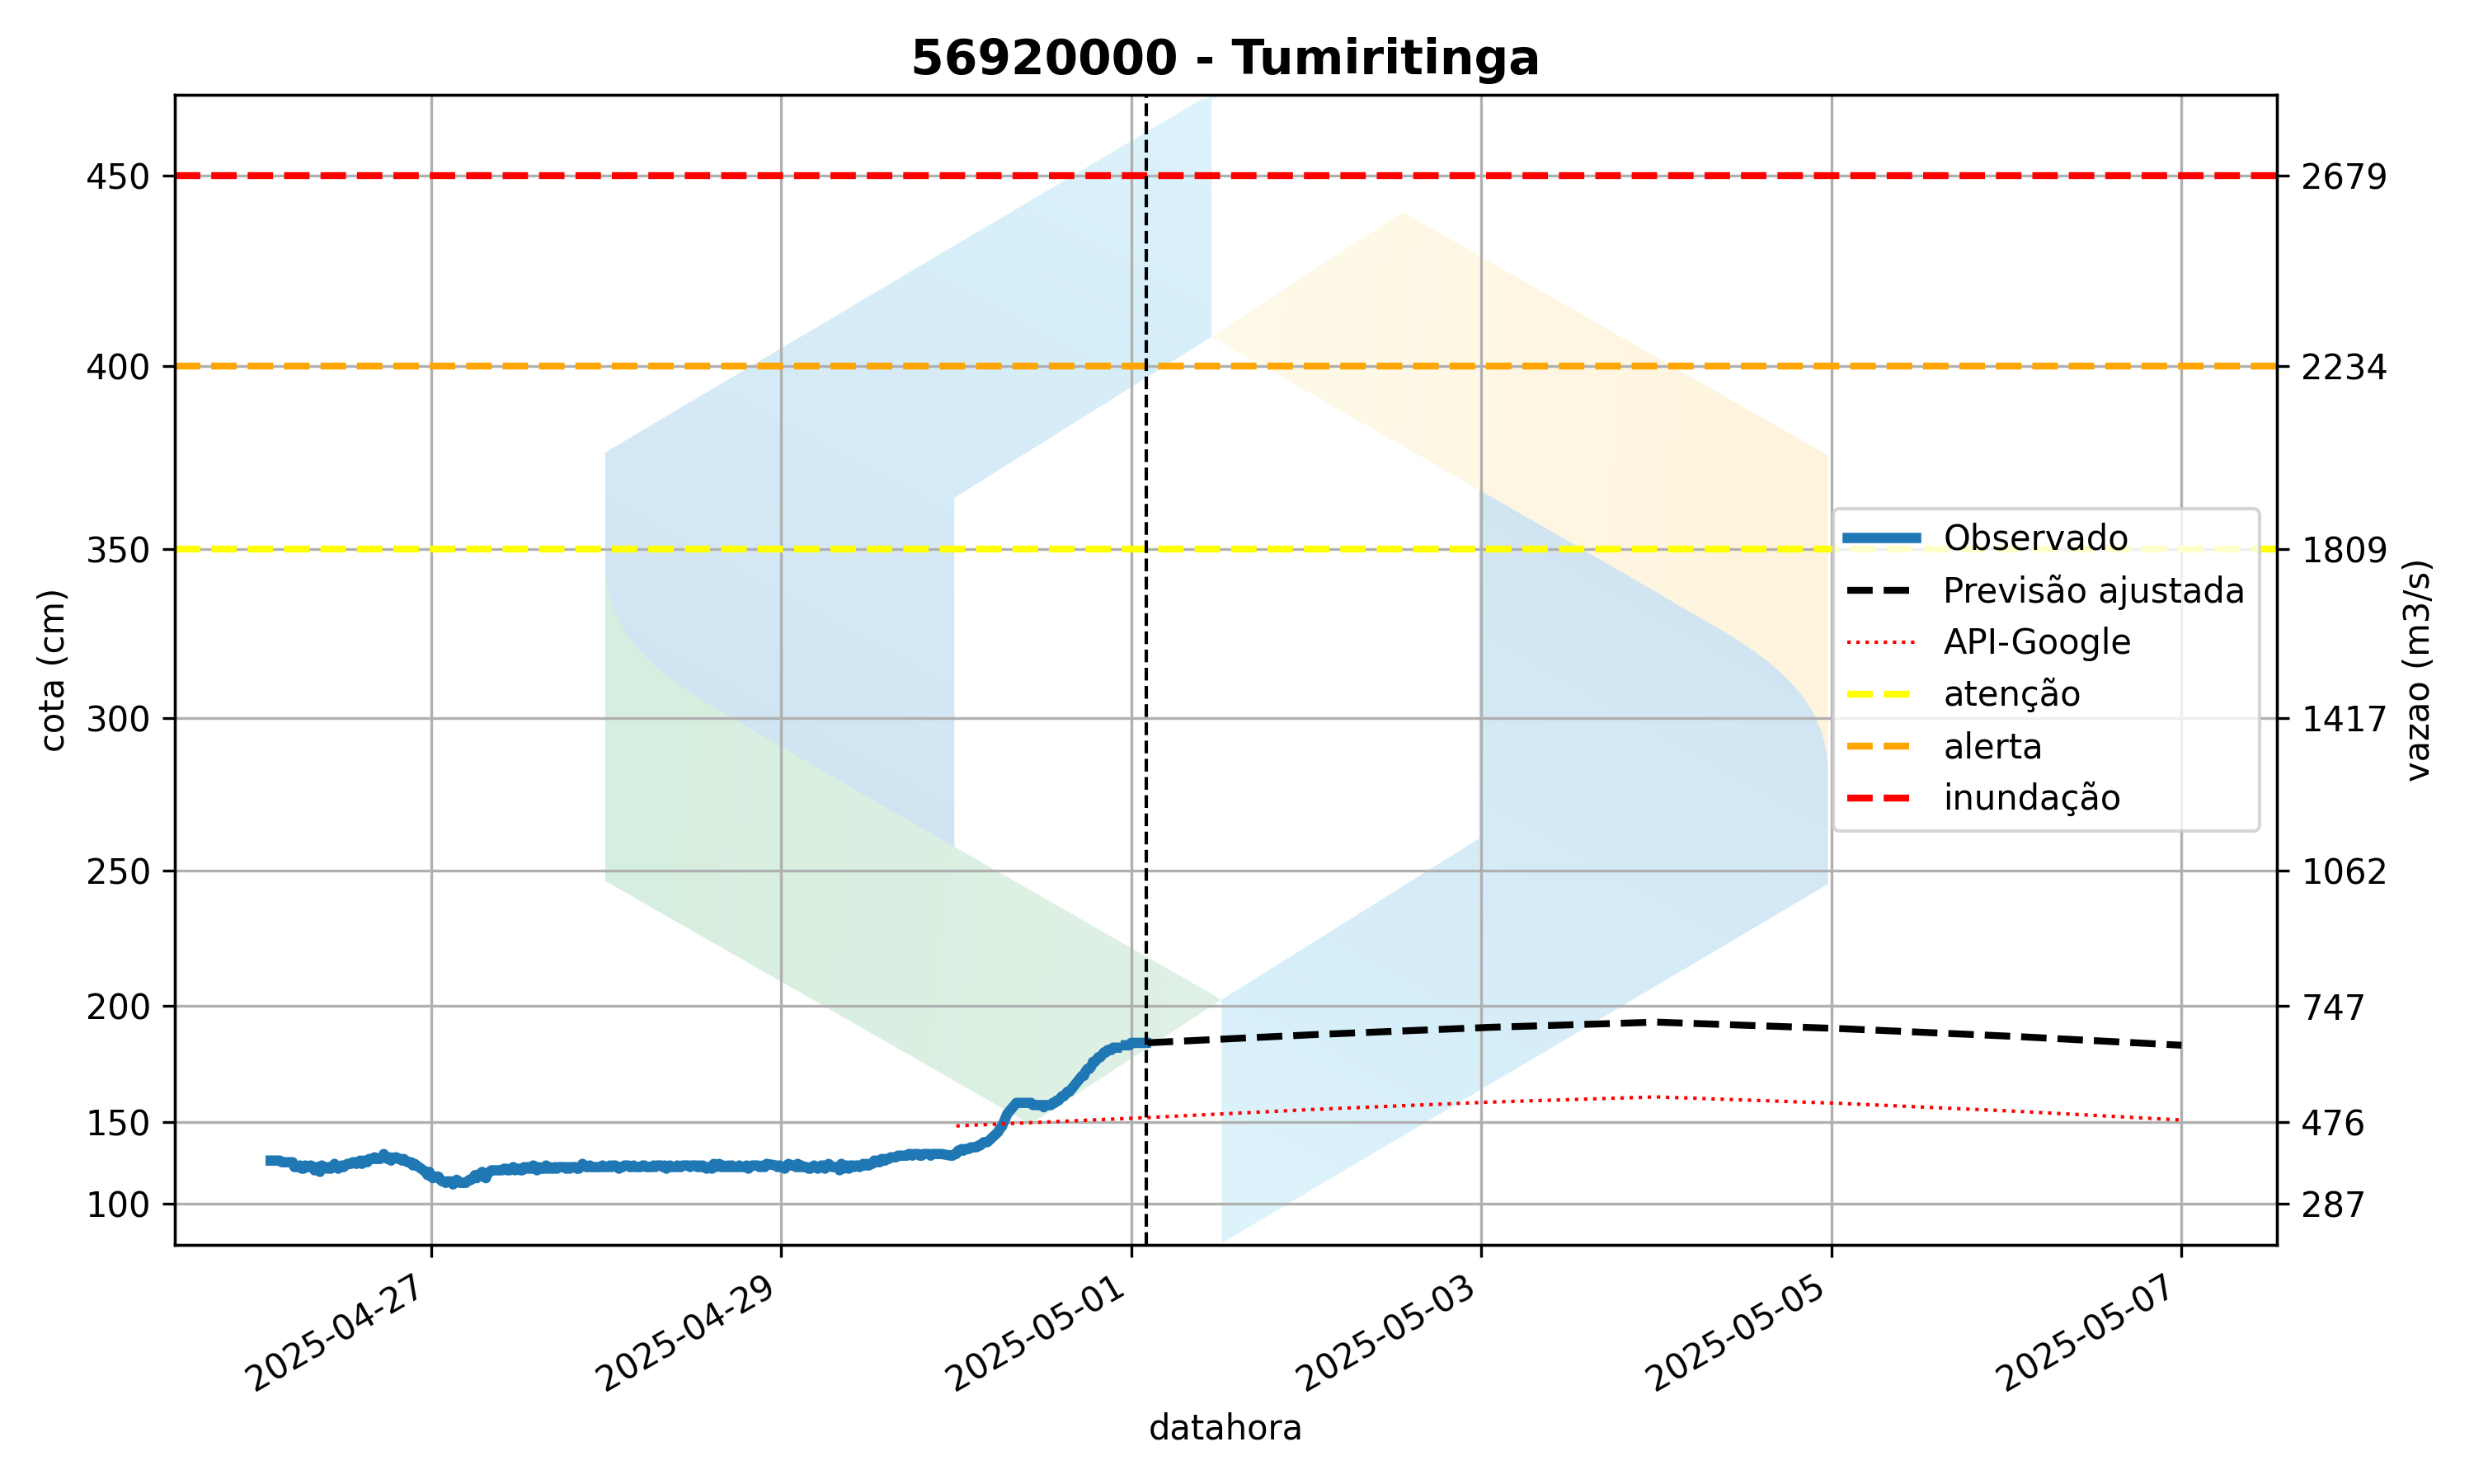 56920000 - Tumiritinga
cota (cm)
450
400
350
300
250
200
150
100
2679
2234
1809
1417
1062
747
476
287
vazao (m3/s)
Observado
Previsão ajustada
API-Google
atenção
alerta
inundação
2025-04-27
2025-04-29
2025-05-01
2025-05-03
2025-05-05
2025-05-07
datahora